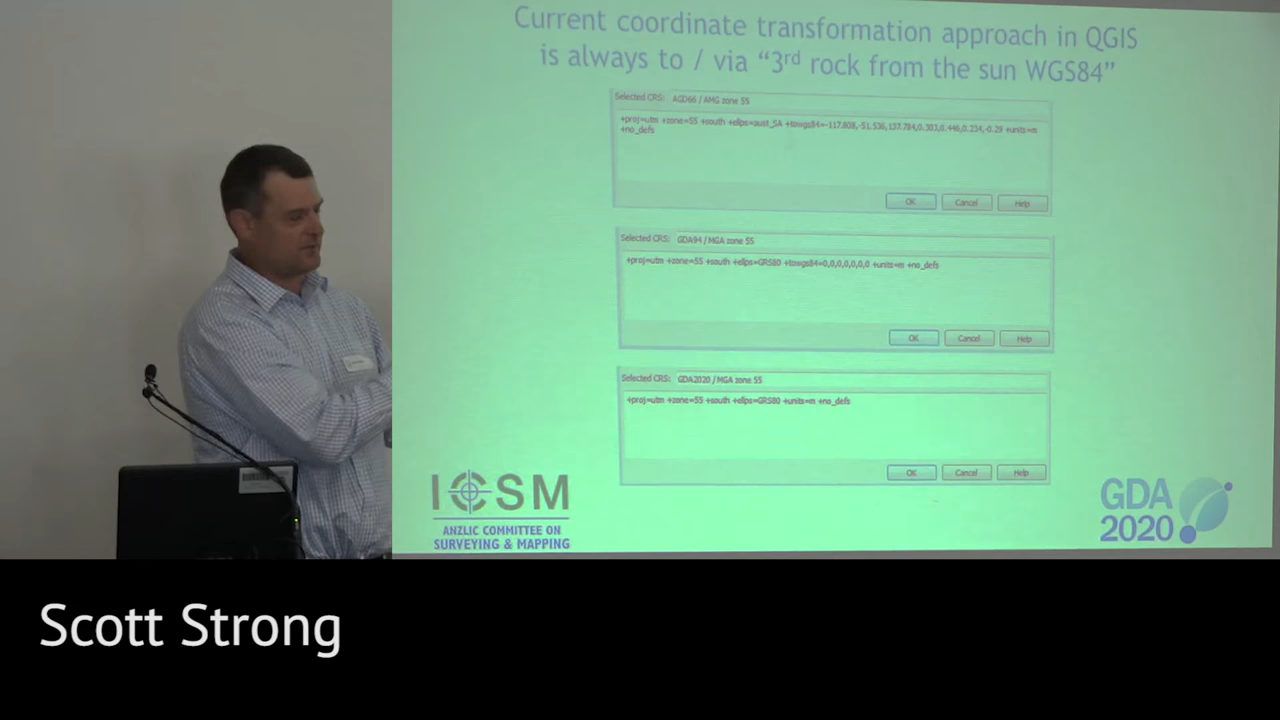 Current coordinate transformation approach in QGIS
is always to / via “3rd rock from the sun WGS84”
Selected CRS: AGD66 / AMG zone 55
+proj=utm +zone=55 +south +ellps=aust_SA +towgs84=-117.808,-51.536,137.784,0.303,0.446,0.234,-0.29 +units=m
+no_defs
OK Cancel Help
Selected CRS: GDA94 / MGA zone 55
+proj=utm +zone=55 +south +ellps=GRS80 +towgs84=0,0,0,0,0,0,0 +units=m +no_defs
OK Cancel Help
Selected CRS: GDA2020 / MGA zone 55
+proj=utm +zone=55 +south +ellps=GRS80 +units=m +no_defs
OK Cancel Help
ICSM
ANZLIC COMMITTEE ON
SURVEYING & MAPPING
GDA
2020
Scott Strong